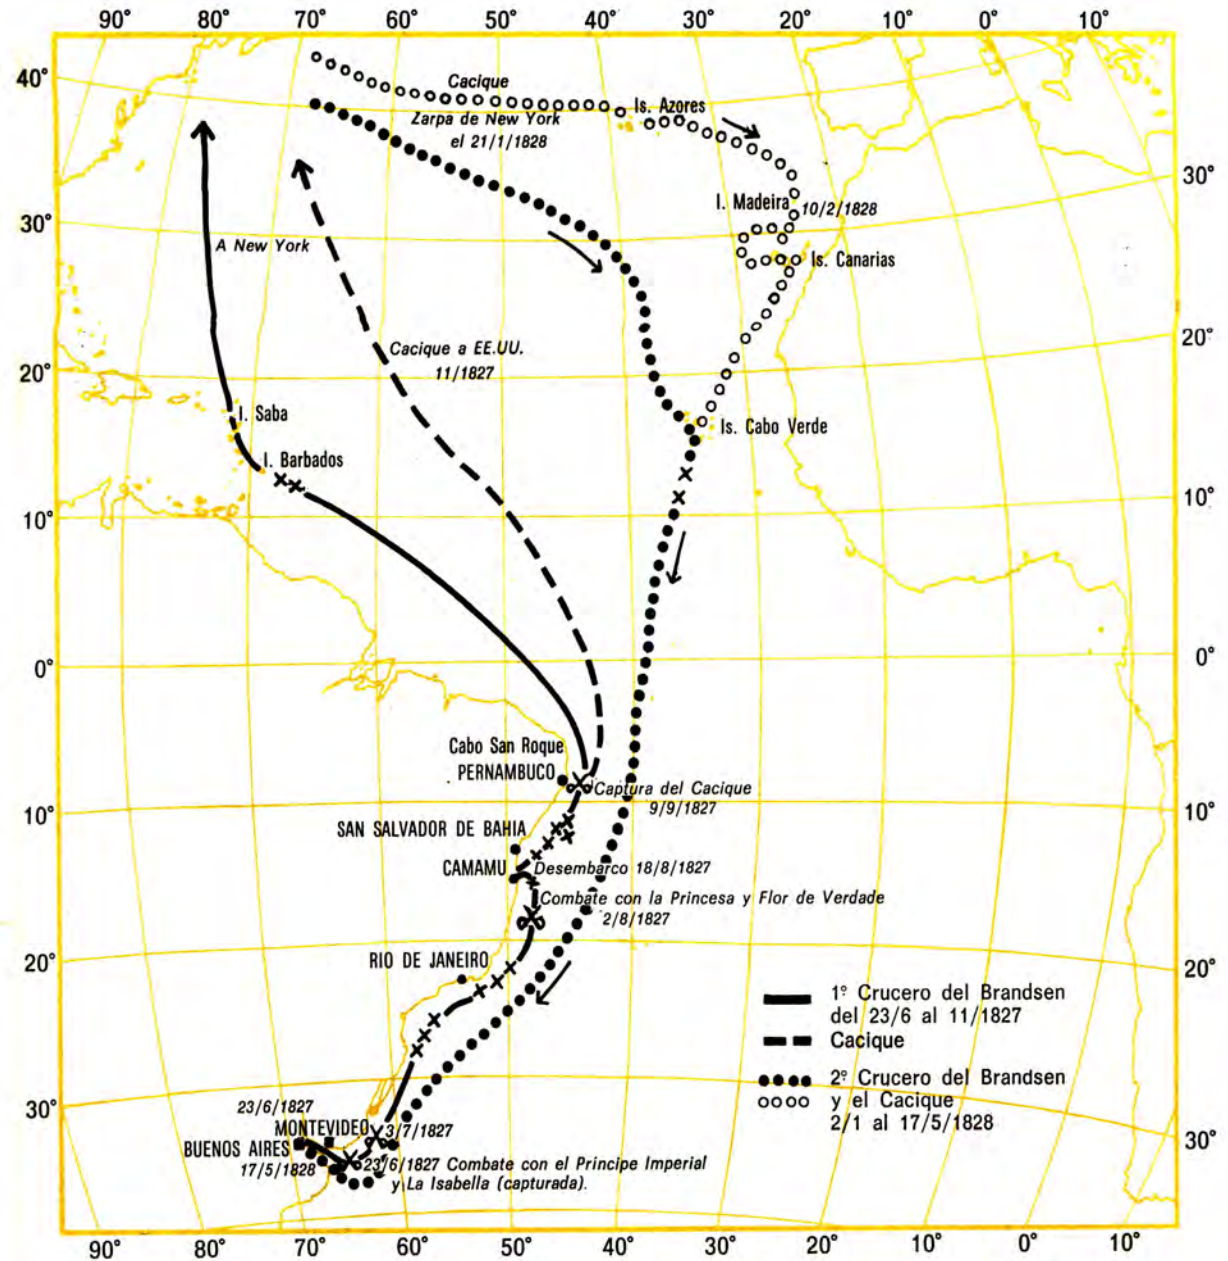 90° 80° 70° 60° 50° 40° 30° 20° 0° 10°
40°
Cacique
Is. Azores
Zarpa de New York
el 21/1/1828
30°
I. Madeira
10/2/1828
30°
A New York
Is. Canarias
Cacique a EE.UU.
11/1827
20°
20°
I. Saba
Is. Cabo Verde
I. Barbados
10°
10°
0°
0°
Cabo San Roque
PERNAMBUCO
Captura del Cacique
9/9/1827
10°
10°
SAN SALVADOR DE BAHIA
CAMAMU
Desembarco 18/8/1827
Combate con la Princesa y Flor de Verdade
2/8/1827
RIO DE JANEIRO
20°
20°
1º Crucero del Brandsen
del 23/6 al 11/1827
Cacique
2º Crucero del Brandsen
y el Cacique
2/1 al 17/5/1828
30°
23/6/1827
MONTEVIDEO
3/7/1827
30°
BUENOS AIRES
17/5/1828
23/6/1827 Combate con el Principe Imperial
y La Isabella (capturada).
90° 80° 70° 60° 50° 40° 30° 20° 10° 0° 10°